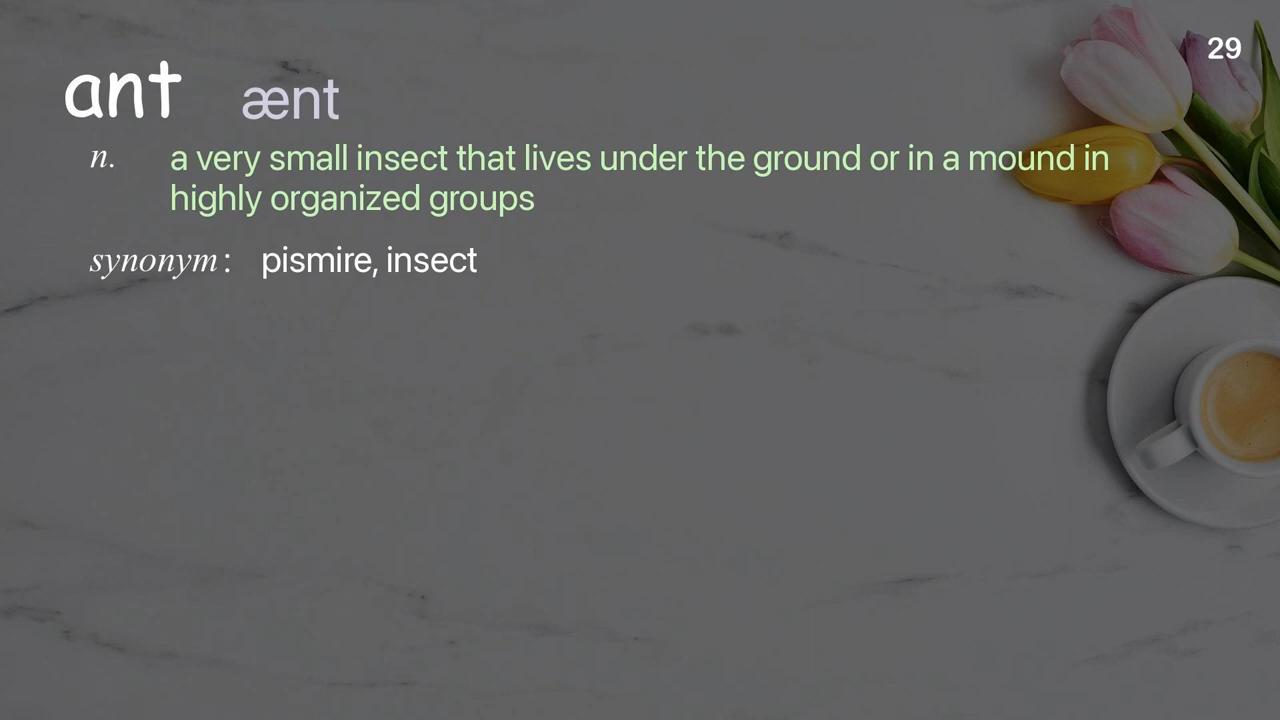 29
ant ænt
n. a very small insect that lives under the ground or in a mound in
highly organized groups
synonym : pismire, insect